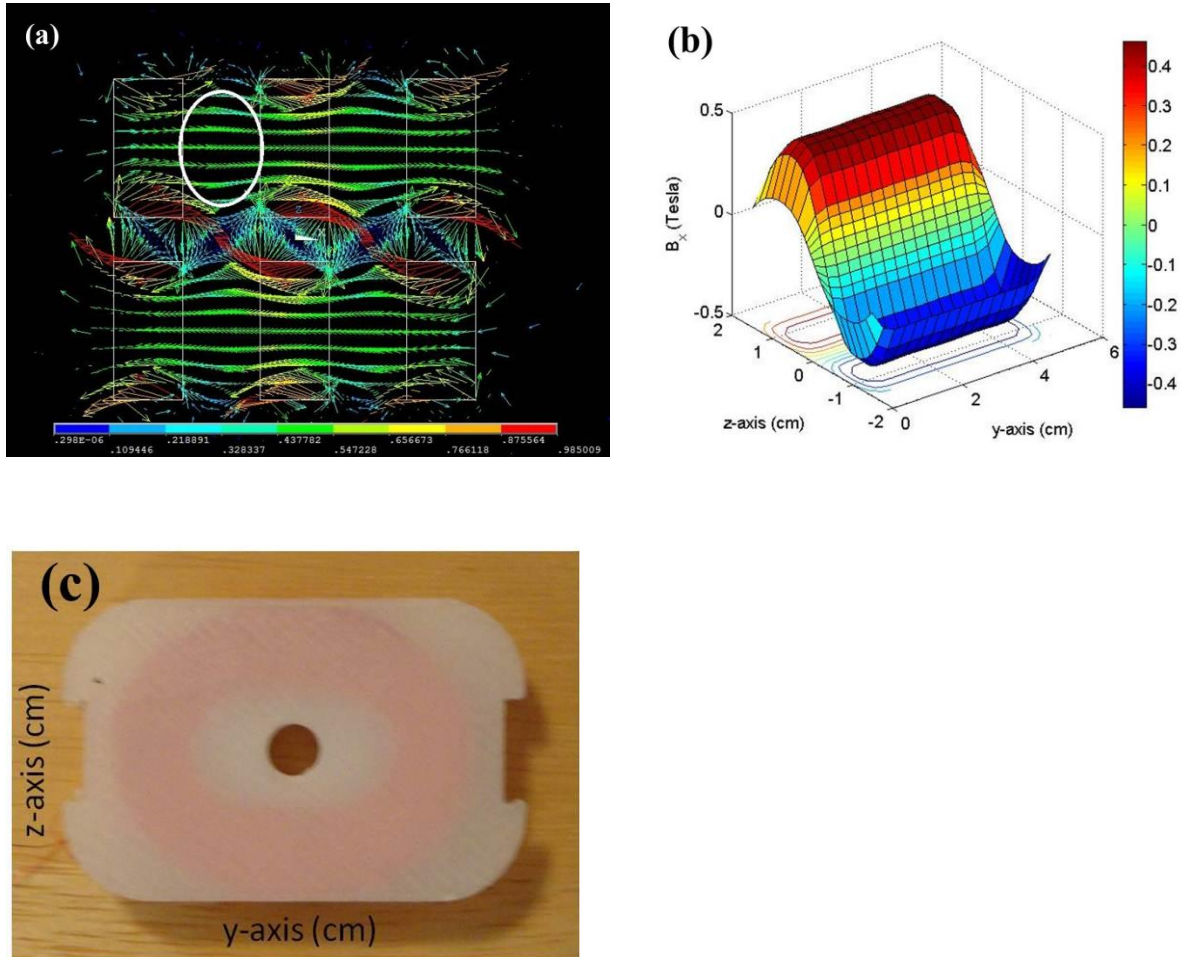 (a)
.298E-06 .218891 .437782 .656673 .875564
.109446 .328337 .547228 .766118 .985009
(b)
0.5
0
-0.5
B_X (Tesla)
2
1
0
-1
-2
z-axis (cm)
0
2
4
6
y-axis (cm)
0.4
0.3
0.2
0.1
0
-0.1
-0.2
-0.3
-0.4
(c)
z-axis (cm)
y-axis (cm)